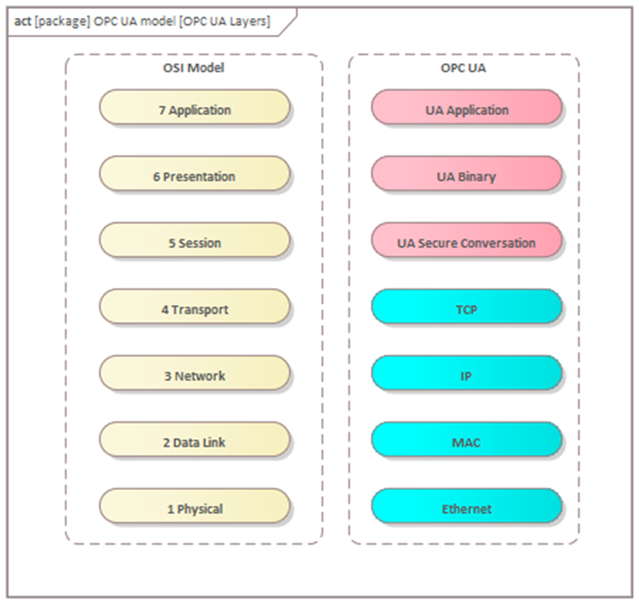 act [package] OPC UA model [OPC UA Layers]
OSI Model
7 Application
6 Presentation
5 Session
4 Transport
3 Network
2 Data Link
1 Physical
OPC UA
UA Application
UA Binary
UA Secure Conversation
TCP
IP
MAC
Ethernet